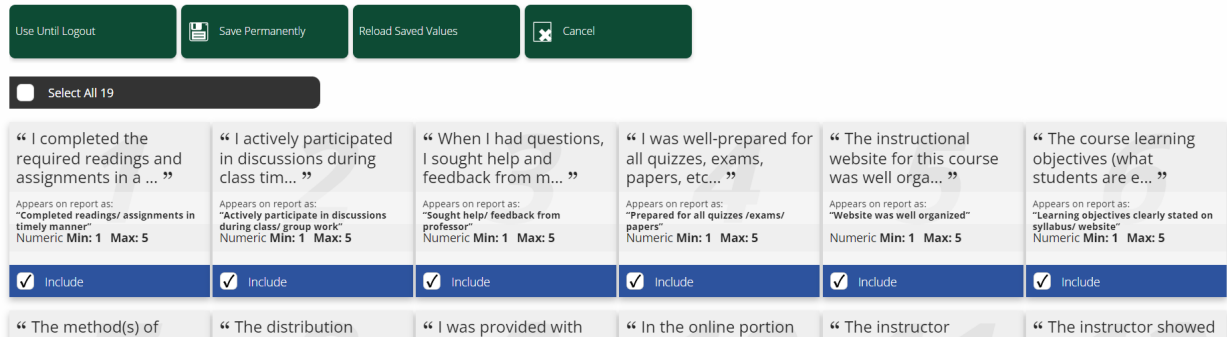 Use Until Logout
Save Permanently
Reload Saved Values
Cancel
Select All 19
“ I completed the
required readings and
assignments in a ... ”
Appears on report as:
“Completed readings/ assignments in
timely manner”
Numeric Min: 1 Max: 5
Include
1
“ I actively participated
in discussions during
class tim... ”
Appears on report as:
“Actively participate in discussions
during class/ group work”
Numeric Min: 1 Max: 5
Include
2
“ When I had questions,
I sought help and
feedback from m... ”
Appears on report as:
“Sought help/ feedback from
professor”
Numeric Min: 1 Max: 5
Include
3
“ I was well-prepared for
all quizzes, exams,
papers, etc... ”
Appears on report as:
“Prepared for all quizzes /exams/
papers”
Numeric Min: 1 Max: 5
Include
4
“ The instructional
website for this course
was well orga... ”
Appears on report as:
“Website was well organized”
Numeric Min: 1 Max: 5
Include
5
“ The course learning
objectives (what
students are e... ”
Appears on report as:
“Learning objectives clearly stated on
syllabus/ website”
Numeric Min: 1 Max: 5
Include
6
“ The method(s) of
“ The distribution
“ I was provided with
“ In the online portion
“ The instructor
“ The instructor showed